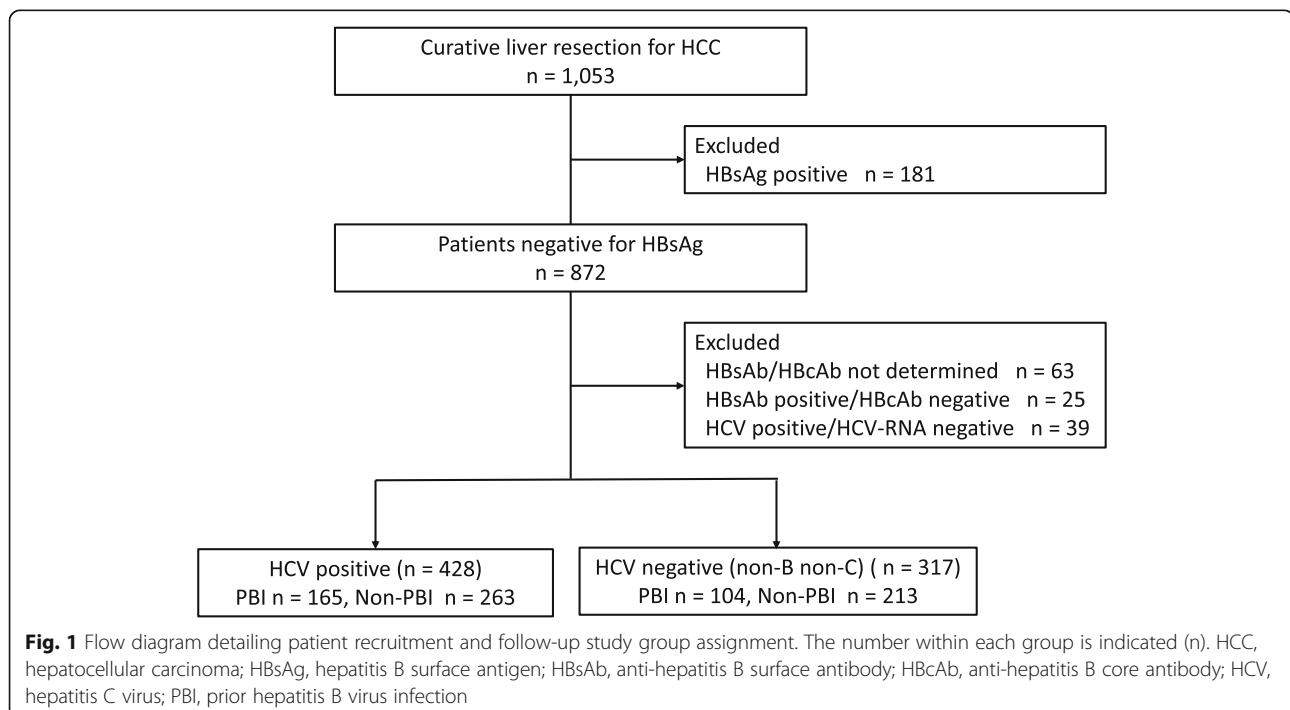 Curative liver resection for HCC
n = 1,053
Excluded
HBsAg positive n = 181
Patients negative for HBsAg
n = 872
Excluded
HBsAb/HBcAb not determined n = 63
HBsAb positive/HBcAb negative n = 25
HCV positive/HCV-RNA negative n = 39
HCV positive (n = 428)
PBI n = 165, Non-PBI n = 263
HCV negative (non-B non-C) ( n = 317)
PBI n = 104, Non-PBI n = 213
Fig. 1 Flow diagram detailing patient recruitment and follow-up study group assignment. The number within each group is indicated (n). HCC,
hepatocellular carcinoma; HBsAg, hepatitis B surface antigen; HBsAb, anti-hepatitis B surface antibody; HBcAb, anti-hepatitis B core antibody; HCV,
hepatitis C virus; PBI, prior hepatitis B virus infection